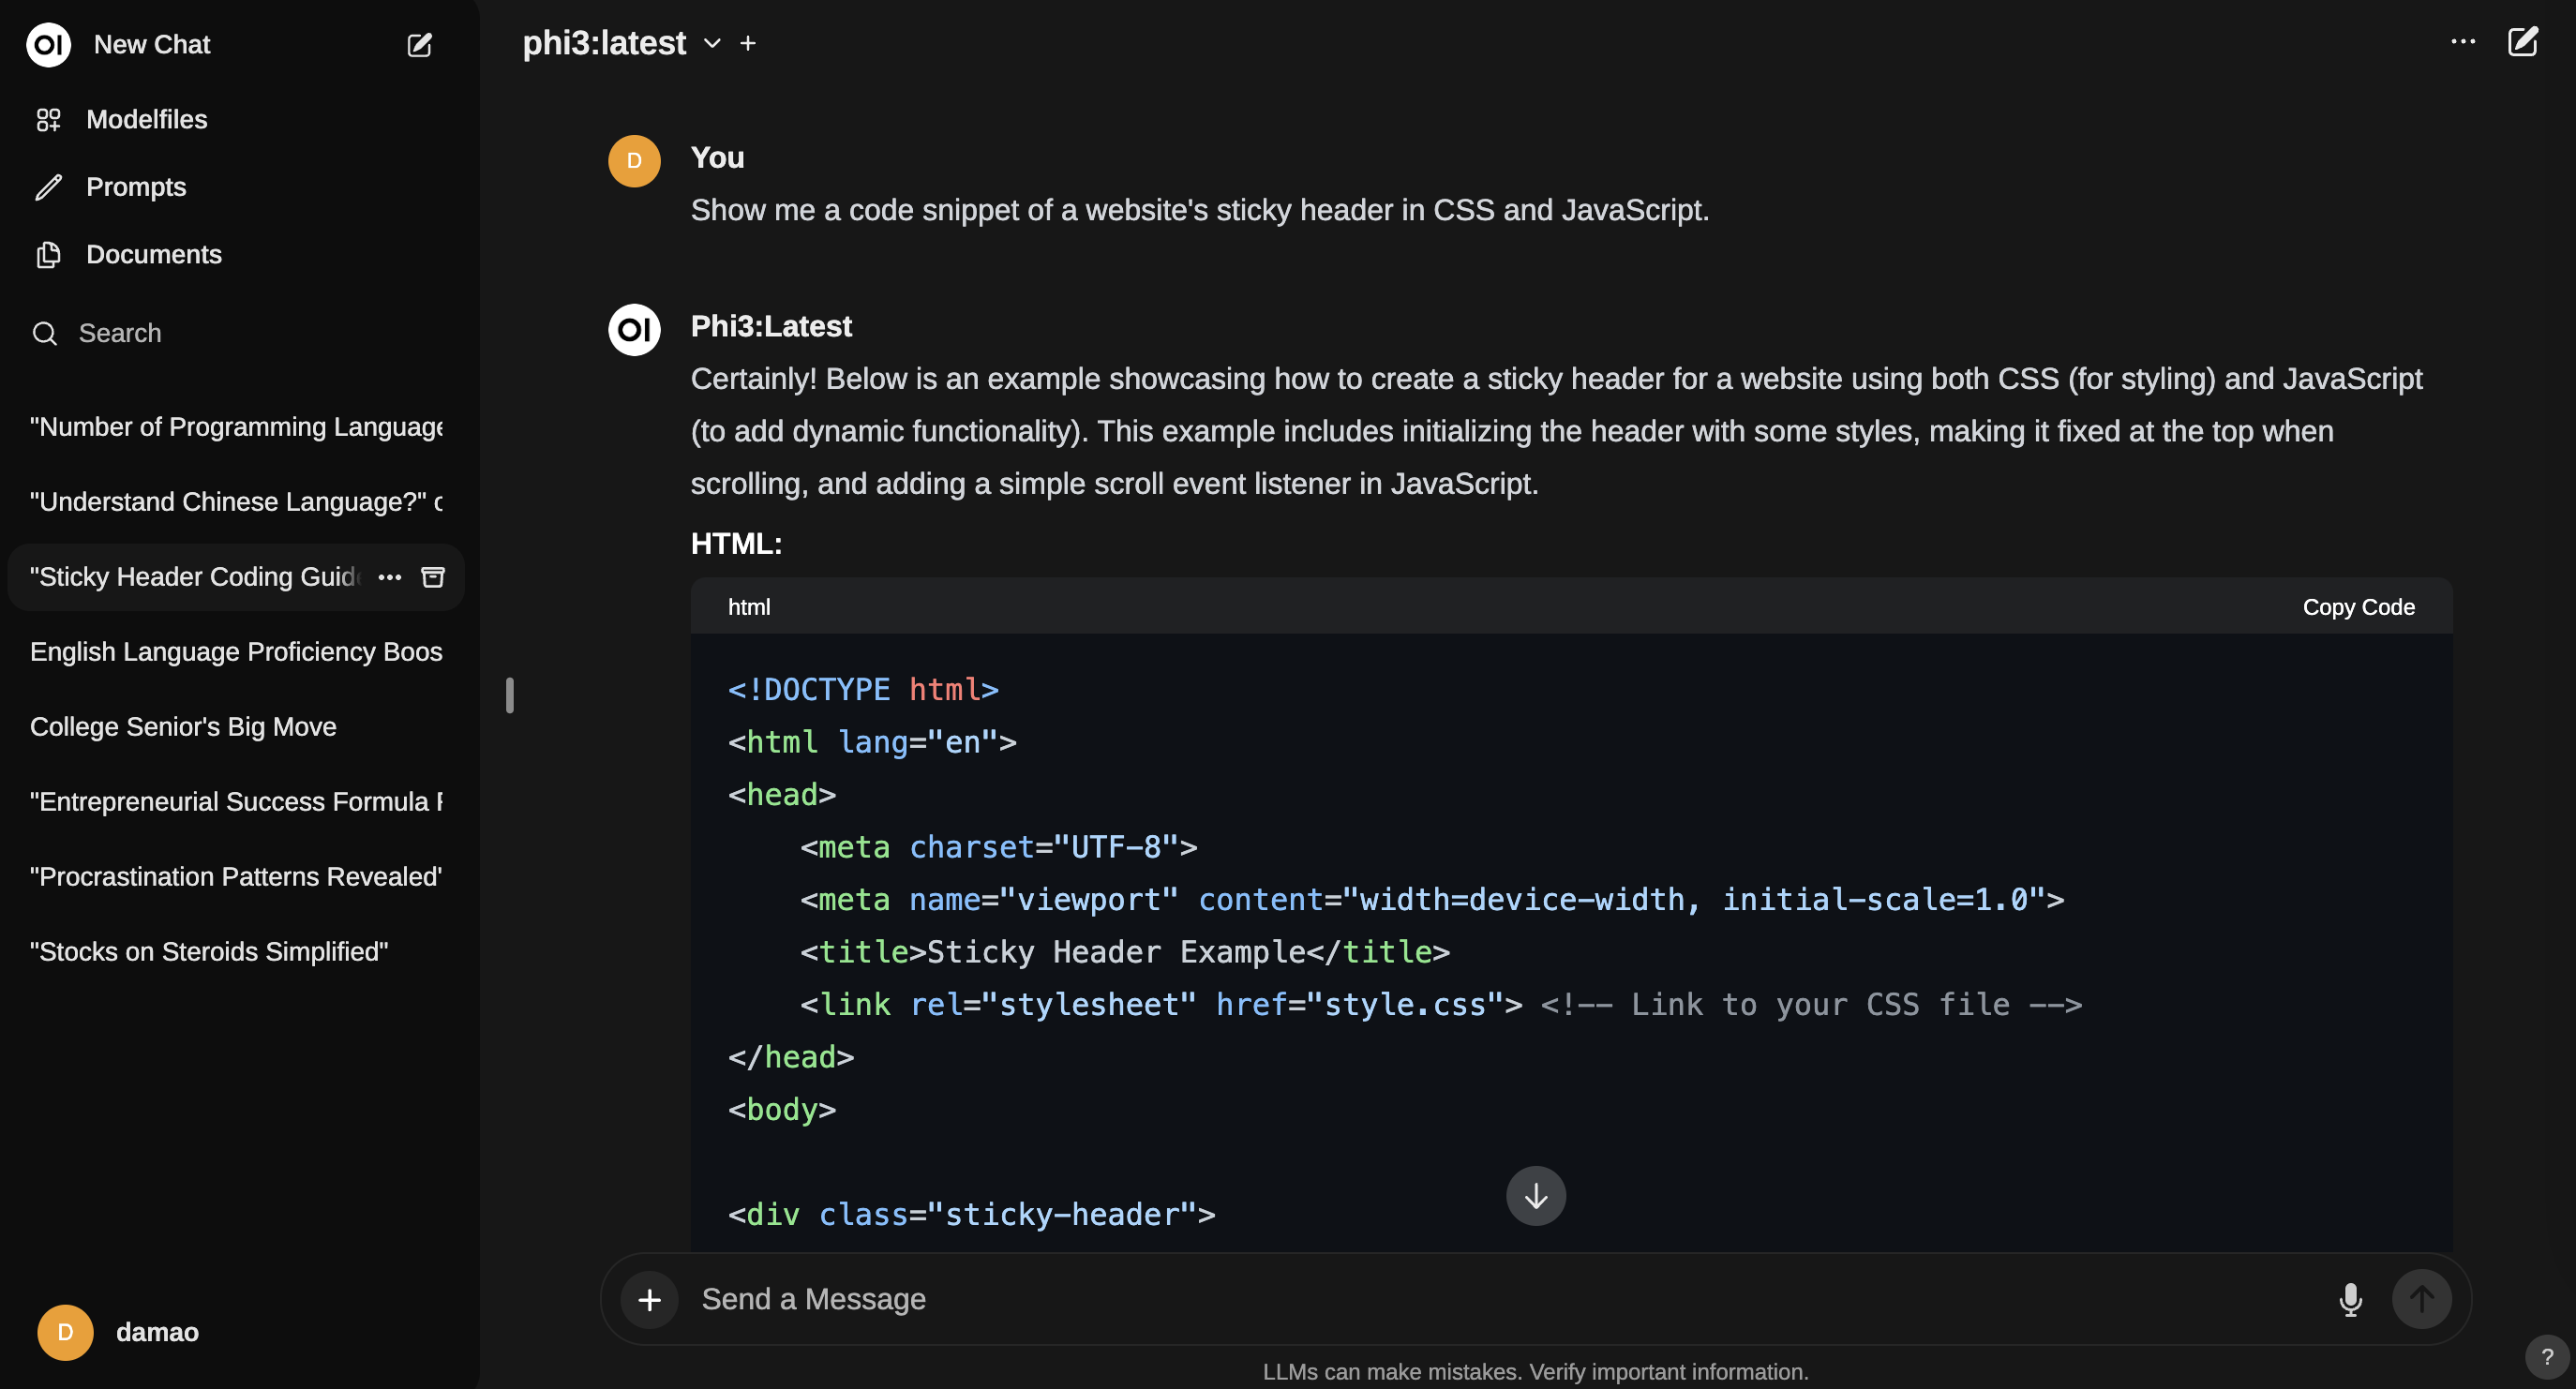 OI New Chat
Modelfiles
Prompts
Documents
Search
"Number of Programming Language
"Understand Chinese Language?"
"Sticky Header Coding Guide
English Language Proficiency Boos
College Senior's Big Move
"Entrepreneurial Success Formula
"Procrastination Patterns Revealed"
"Stocks on Steroids Simplified"
D damao
phi3:latest
D You
Show me a code snippet of a website's sticky header in CSS and JavaScript.
OI Phi3:Latest
Certainly! Below is an example showcasing how to create a sticky header for a website using both CSS (for styling) and JavaScript
(to add dynamic functionality). This example includes initializing the header with some styles, making it fixed at the top when
scrolling, and adding a simple scroll event listener in JavaScript.
HTML:
html Copy Code
<!DOCTYPE html>
<html lang="en">
<head>
    <meta charset="UTF-8">
    <meta name="viewport" content="width=device-width, initial-scale=1.0">
    <title>Sticky Header Example</title>
    <link rel="stylesheet" href="style.css"> <!-- Link to your CSS file -->
</head>
<body>
<div class="sticky-header">
Send a Message
LLMs can make mistakes. Verify important information.
?